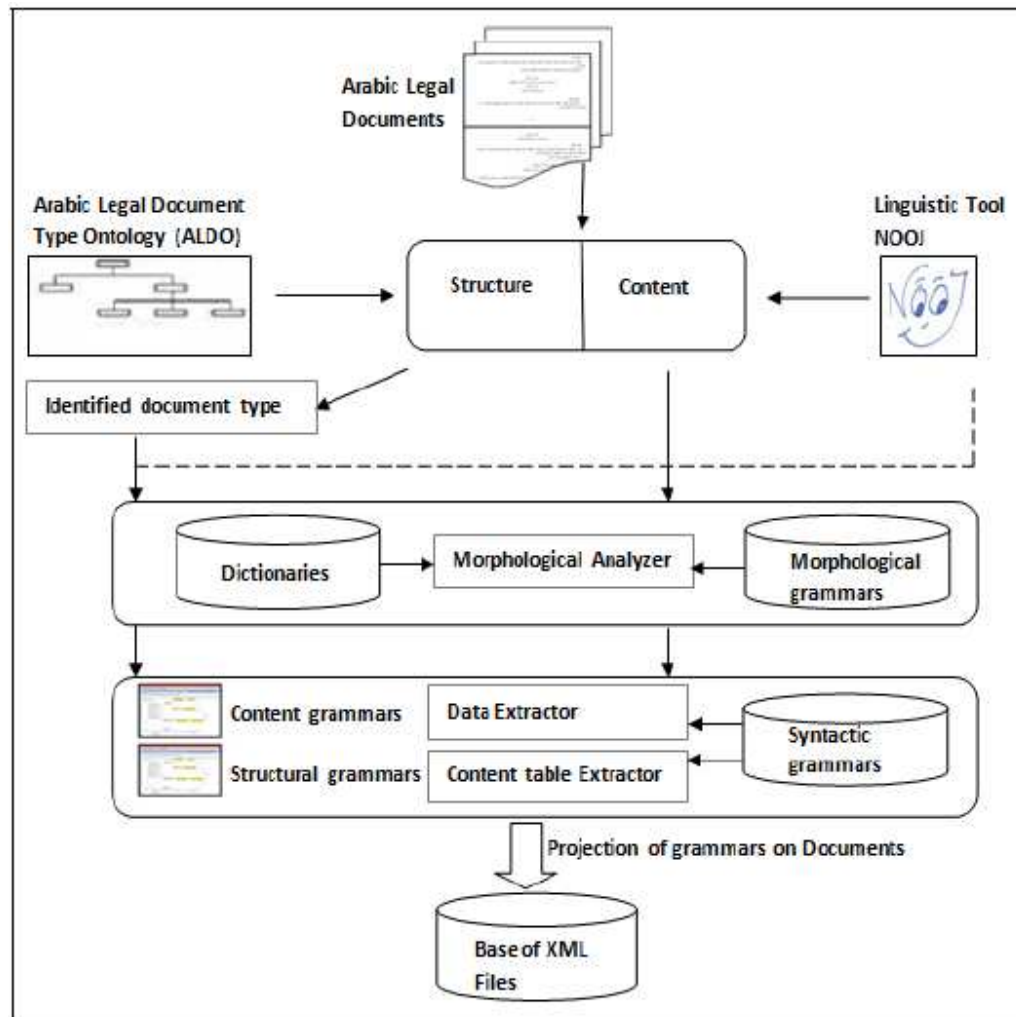 Arabic Legal
Documents
Arabic Legal Document
Type Ontology (ALDO)
Linguistic Tool
NOOJ
Structure
Content
NOOJ
Identified document type
Dictionaries
Morphological Analyzer
Morphological
grammars
Content grammars
Data Extractor
Syntactic
grammars
Structural grammars
Content table Extractor
Projection of grammars on Documents
Base of XML
Files